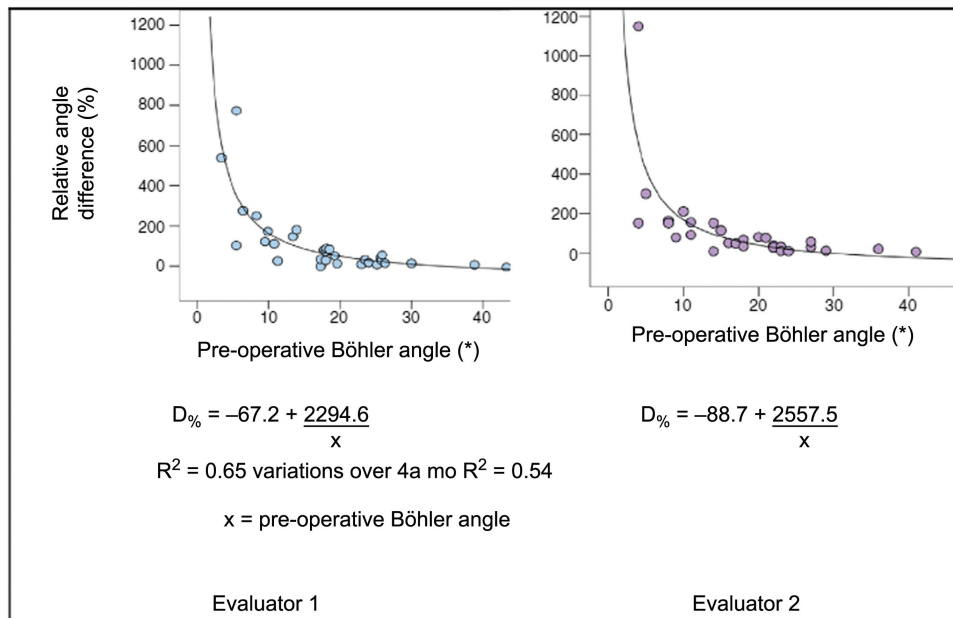 Relative angle
difference (%)
1200
1000
800
600
400
200
0
0 10 20 30 40
Pre-operative Böhler angle (*)
1200
1000
800
600
400
200
0
0 10 20 30 40
Pre-operative Böhler angle (*)
D% = –67.2 + 2294.6
x
D% = –88.7 + 2557.5
x
R² = 0.65 variations over 4a mo R² = 0.54
x = pre-operative Böhler angle
Evaluator 1
Evaluator 2